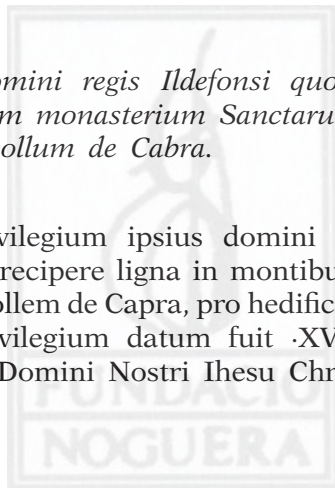 omini regis Ildefonsi quo
m monasterium Sanctaru
ollum de Cabra.
vilegium ipsius domini
recipere ligna in montibu
ollem de Capra, pro hedific
vilegium datum fuit ·XV
Domini Nostri Ihesu Chr
FUNDACIÓ
NOGUERA